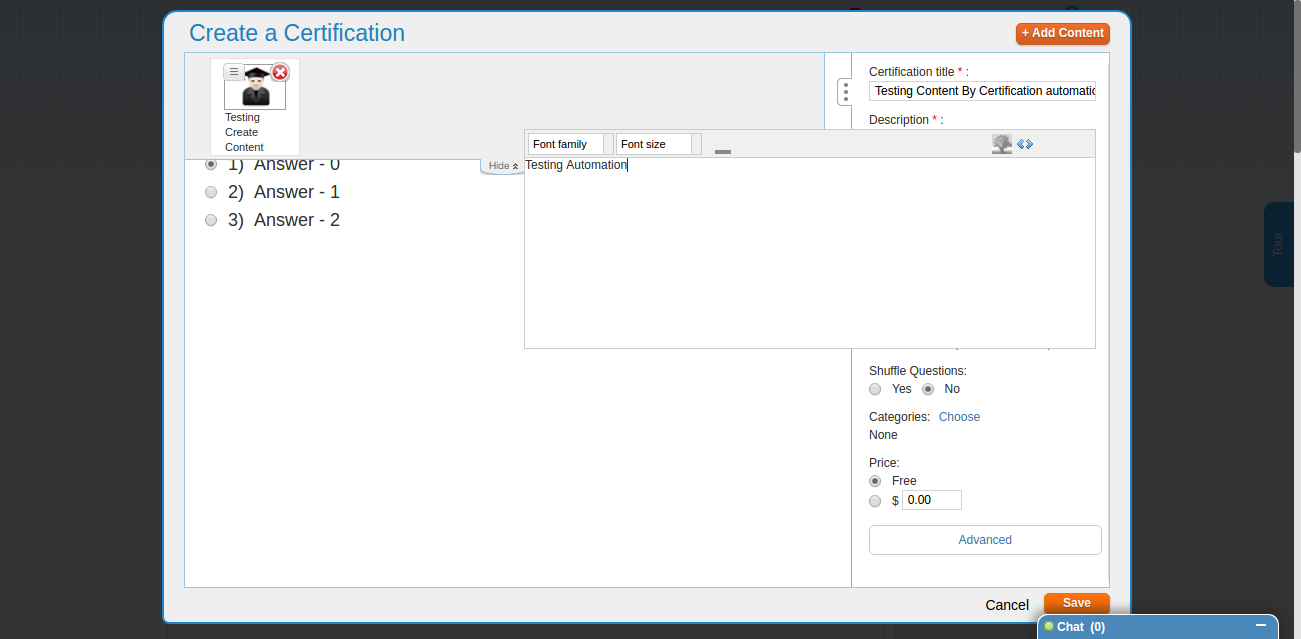 Create a Certification
+ Add Content
Testing
Create
Content
Certification title * :
Testing Content By Certification automatic
Description * :
Font family
Font size
Hide
Testing Automation
1) Answer - 0
2) Answer - 1
3) Answer - 2
Tour
Shuffle Questions:
Yes No
Categories: Choose
None
Price:
Free
$ 0.00
Advanced
Cancel
Save
Chat (0)